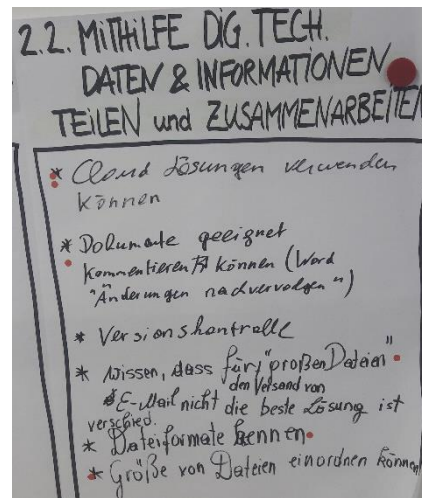 2.2. MITHILFE DIG. TECH.
DATEN & INFORMATIONEN
TEILEN und ZUSAMMENARBEITEN
* Cloud Lösungen verwenden
können
* Dokumente geeignet
kommentieren können (Word
"Änderungen nachvervolgen")
* Versionskontrolle
* wissen, dass für "großen Dateien"
den Versand von
E-Mail nicht die beste Lösung ist
verschied.
* Dateiformate kennen
* Größe von Dateien einordnen können